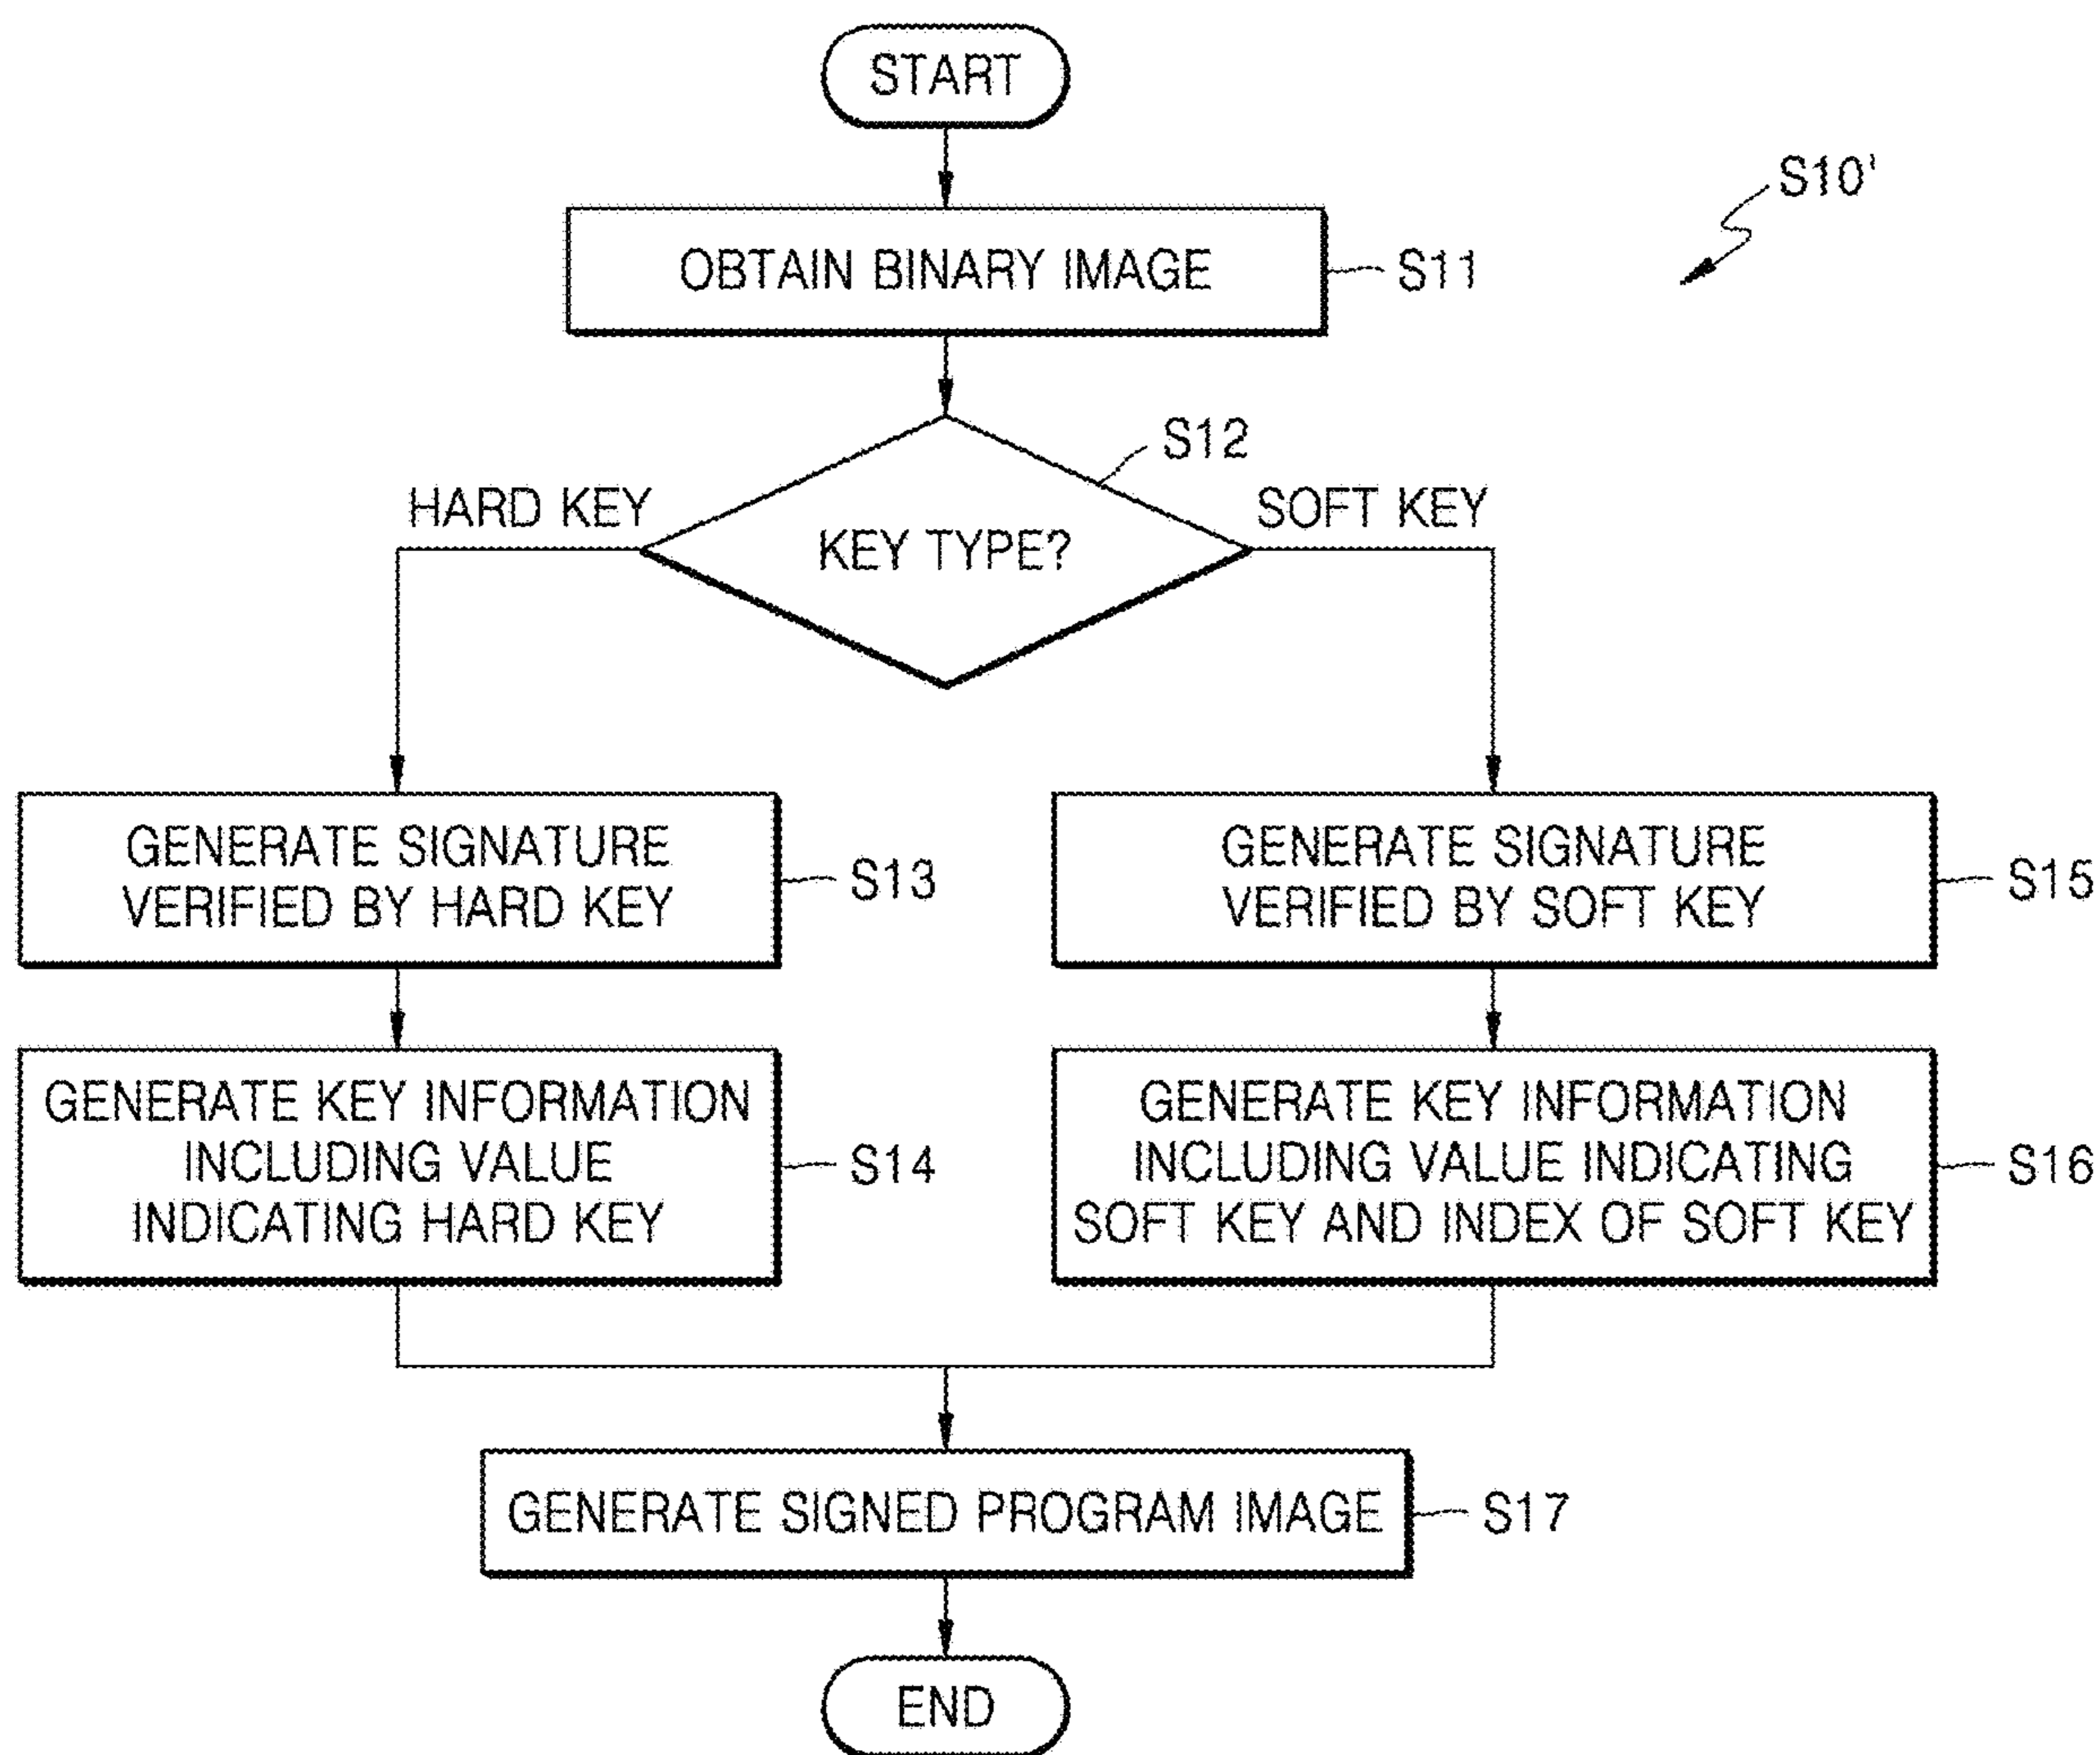 START
S10'
OBTAIN BINARY IMAGE
S11
S12
HARD KEY
SOFT KEY
KEY TYPE?
GENERATE SIGNATURE
VERIFIED BY HARD KEY
S13
GENERATE SIGNATURE
VERIFIED BY SOFT KEY
S15
GENERATE KEY INFORMATION
INCLUDING VALUE
INDICATING HARD KEY
S14
GENERATE KEY INFORMATION
INCLUDING VALUE INDICATING
SOFT KEY AND INDEX OF SOFT KEY
S16
GENERATE SIGNED PROGRAM IMAGE
S17
END